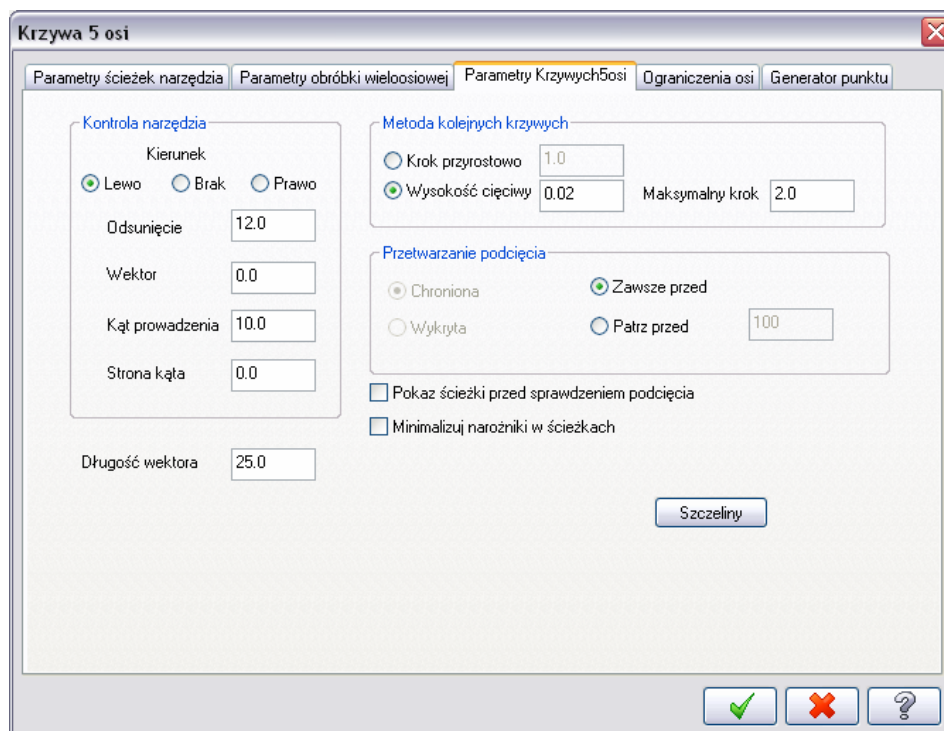 Krzywa 5 osi
Parametry ścieżek narzędzia
Parametry obróbki wieloosiowej
Parametry Krzywych5osi
Ograniczenia osi
Generator punktu
Kontrola narzędzia
Kierunek
Lewo
Brak
Prawo
Odsunięcie
12.0
Wektor
0.0
Kąt prowadzenia
10.0
Strona kąta
0.0
Długość wektora
25.0
Metoda kolejnych krzywych
Krok przyrostowo
1.0
Wysokość cięciwy
0.02
Maksymalny krok
2.0
Przetwarzanie podcięcia
Chroniona
Zawsze przed
Wykryta
Patrz przed
100
Pokaz ścieżki przed sprawdzeniem podcięcia
Minimalizuj narożniki w ścieżkach
Szczeliny